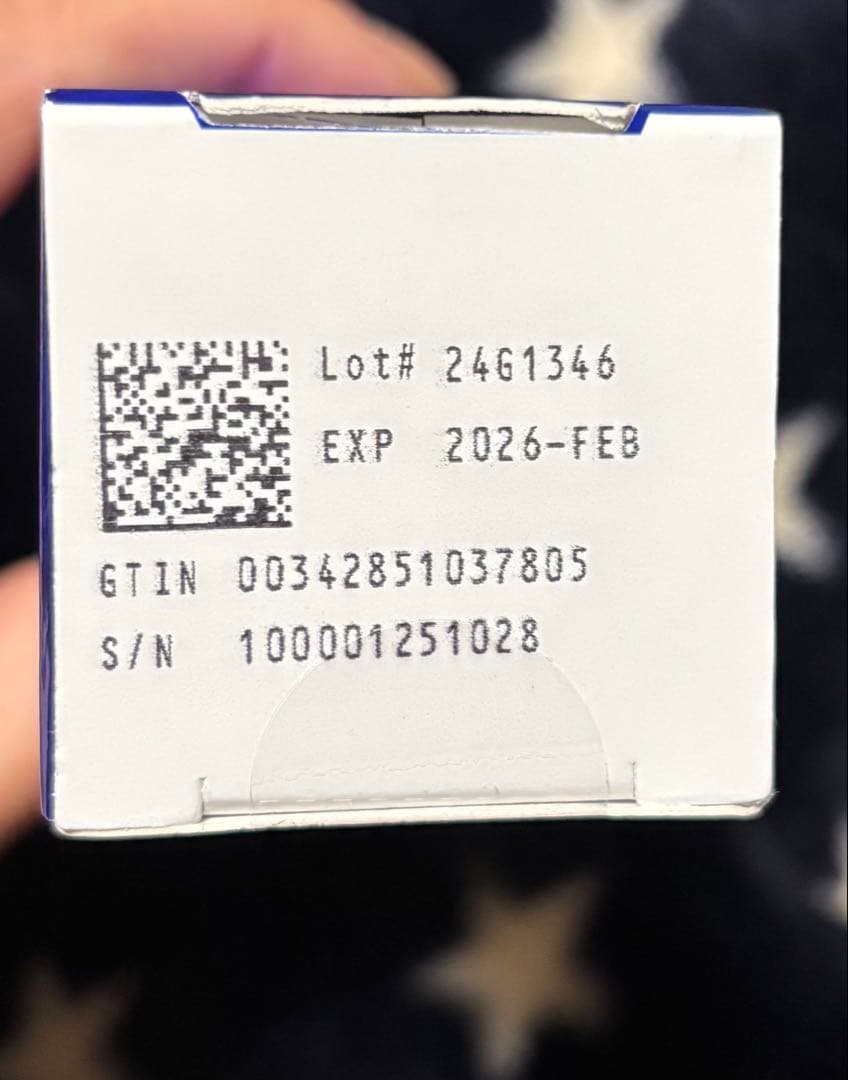 Lot# 24G1346
EXP 2026-FEB
GTIN 00342851037805
S/N 100001251028